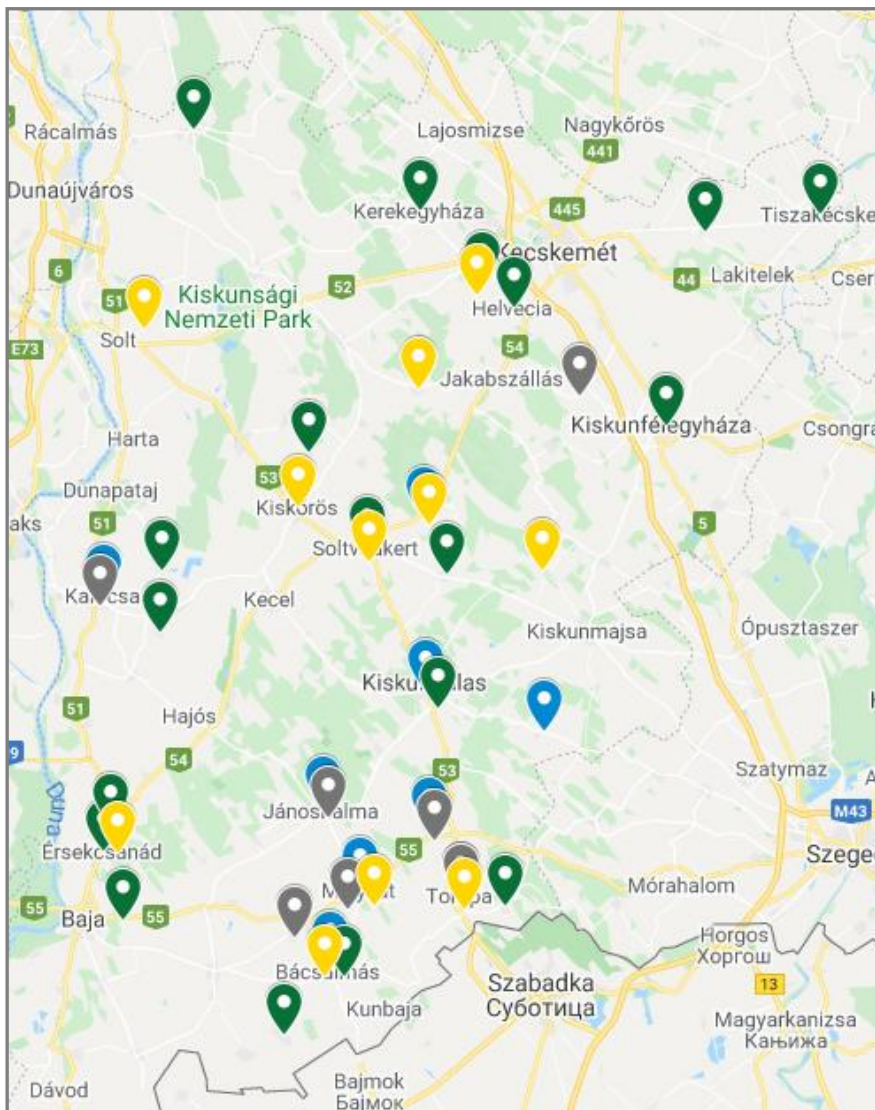 Rácalmás
Lajosmizse
Nagykőrös
441
Dunaújváros
Kerekegyháza
445
Tiszakécske
Kecskemét
6
44
Lakitelek
51
Kiskunsági
Nemzeti Park
52
Helvécia
Solt
E73
54
Jakabszállás
Kiskunfélegyháza
Harta
53
Dunapataj
Kiskőrös
51
5
Kecel
Kiskunmajsa
Ópusztaszer
Hajós
51
54
53
Szatymaz
M43
Érsekcsanád
55
Mórahalom
55
Baja
55
Horgos
Хоргош
Szabadka
Суботица
13
Kunbaja
Magyarkanizsa
Кањижа
Dávod
Bajmok
Бајмок
Duna